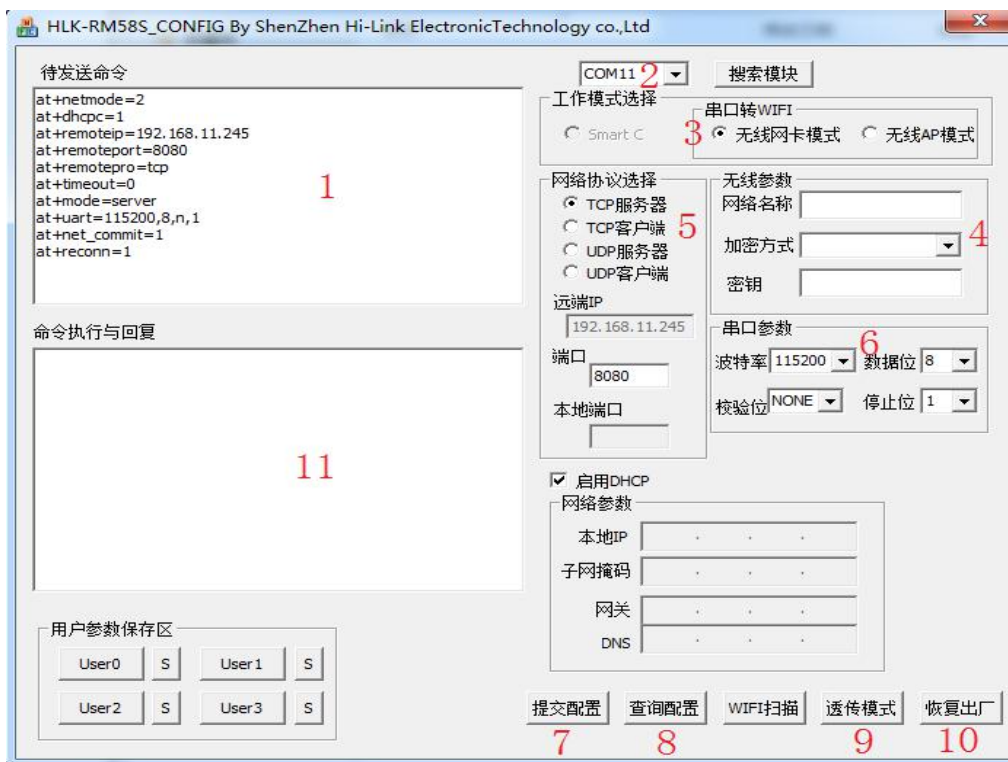 HLK-RM58S_CONFIG By ShenZhen Hi-Link ElectronicTechnology co.,Ltd
待发送命令
at+netmode=2
at+dhcpc=1
at+remoteip=192.168.11.245
at+remoteport=8080
at+remotepro=tcp
at+timeout=0
at+mode=server
at+uart=115200,8,n,1
at+net_commit=1
at+reconn=1
1
COM11 2 搜索模块
工作模式选择
Smart C
串口转WIFI
3 无线网卡模式 无线AP模式
网络协议选择
TCP服务器
TCP客户端
UDP服务器
UDP客户端
5
远端IP
192.168.11.245
端口
8080
本地端口
无线参数
网络名称
加密方式
密钥
4
串口参数
6
波特率 115200 数据位 8
校验位 NONE 停止位 1
命令执行与回复
11
启用DHCP
网络参数
本地IP
子网掩码
网关
DNS
用户参数保存区
User0 S User1 S
User2 S User3 S
提交配置 查询配置 WIFI扫描 透传模式 恢复出厂
7 8 9 10